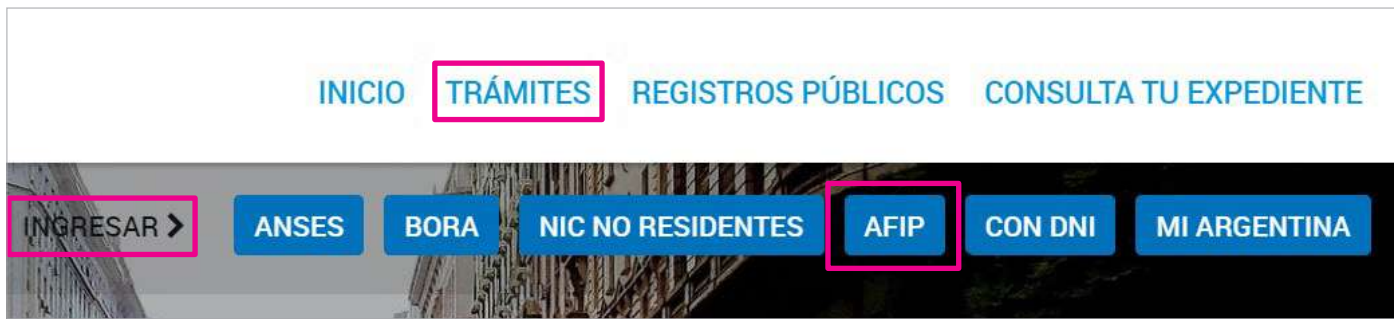 INICIO TRÁMITES REGISTROS PÚBLICOS CONSULTA TU EXPEDIENTE
INGRESAR ANSES BORA NIC NO RESIDENTES AFIP CON DNI MI ARGENTINA